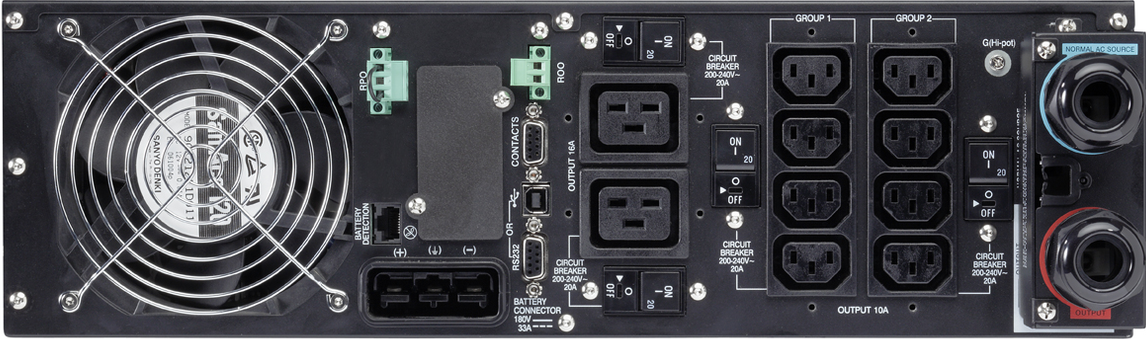 SANYO DENKI
RPO
ROO
CONTACTS
BATTERY
DETECTION
OR
RS232
(+)
(-)
BATTERY
CONNECTOR
180V
33A
OFF
ON
20
CIRCUIT
BREAKER
200-240V~
20A
OUTPUT 16A
CIRCUIT
BREAKER
200-240V~
20A
OFF
ON
20
GROUP 1
GROUP 2
ON
20
OFF
CIRCUIT
BREAKER
200-240V~
20A
OUTPUT 10A
G(Hi-pot)
ON
20
OFF
CIRCUIT
BREAKER
200-240V~
20A
NORMAL AC SOURCE
OUTPUT